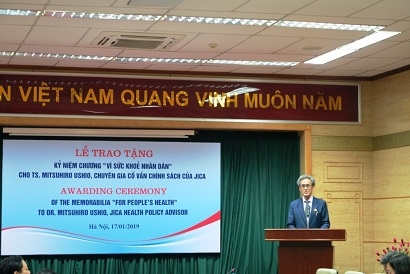 N VIỆT NAM QUANG VINH MUÔN NĂM
LỄ TRAO TẶNG
KỶ NIỆM CHƯƠNG "VÌ SỨC KHOẺ NHÂN DÂN"
CHO TS. MITSUHIRO USHIO, CHUYÊN GIA CỐ VẤN CHÍNH SÁCH CỦA JICA
AWARDING CEREMONY
OF THE MEMORABILIA "FOR PEOPLE'S HEALTH"
TO DR. MITSUHIRO USHIO, JICA HEALTH POLICY ADVISOR
Hà Nội, 17/01/2019